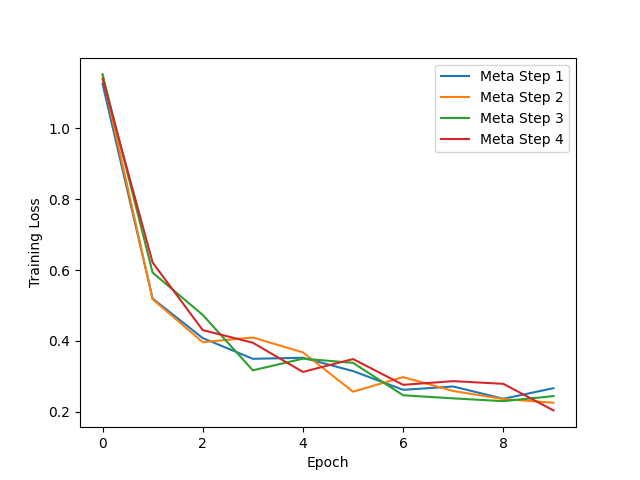 Meta Step 1
Meta Step 2
Meta Step 3
Meta Step 4
1.0
0.8
0.6
0.4
0.2
Training Loss
0 2 4 6 8
Epoch